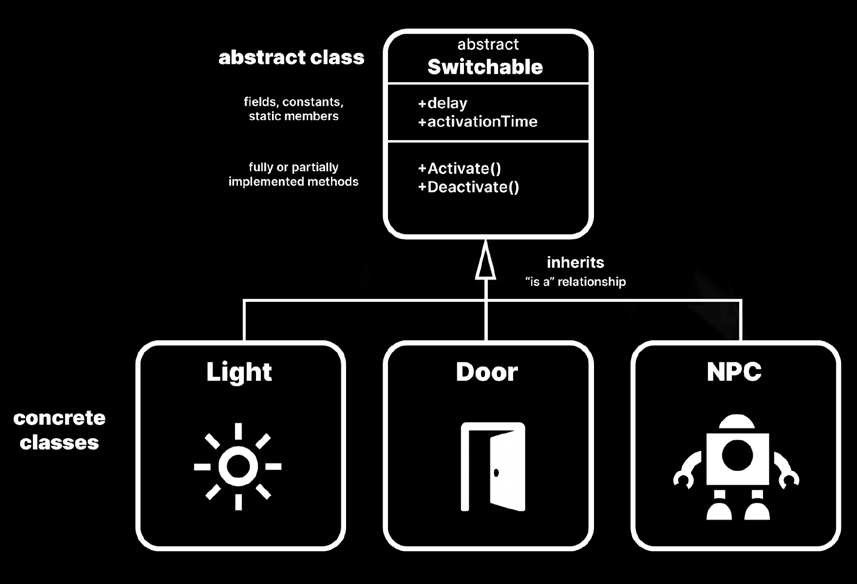 abstract class
abstract
Switchable
fields, constants,
static members
+delay
+activationTime
fully or partially
implemented methods
+Activate()
+Deactivate()
inherits
“is a” relationship
Light
Door
NPC
concrete
classes